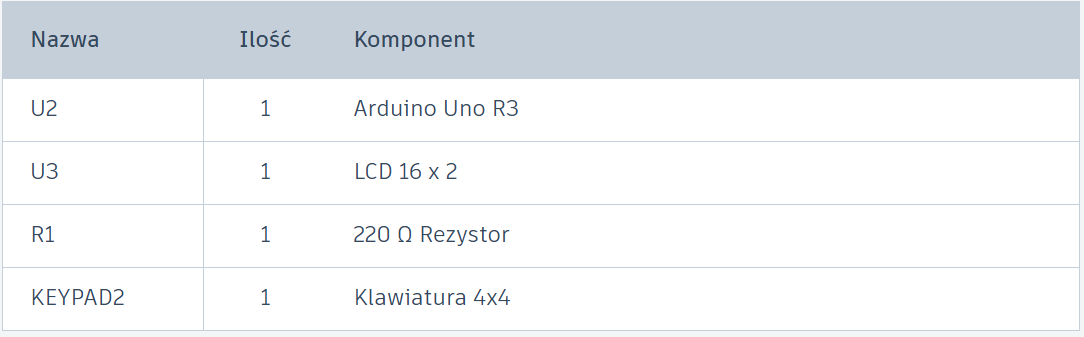 Nazwa Ilość Komponent
U2 1 Arduino Uno R3
U3 1 LCD 16 x 2
R1 1 220 Ω Rezystor
KEYPAD2 1 Klawiatura 4x4